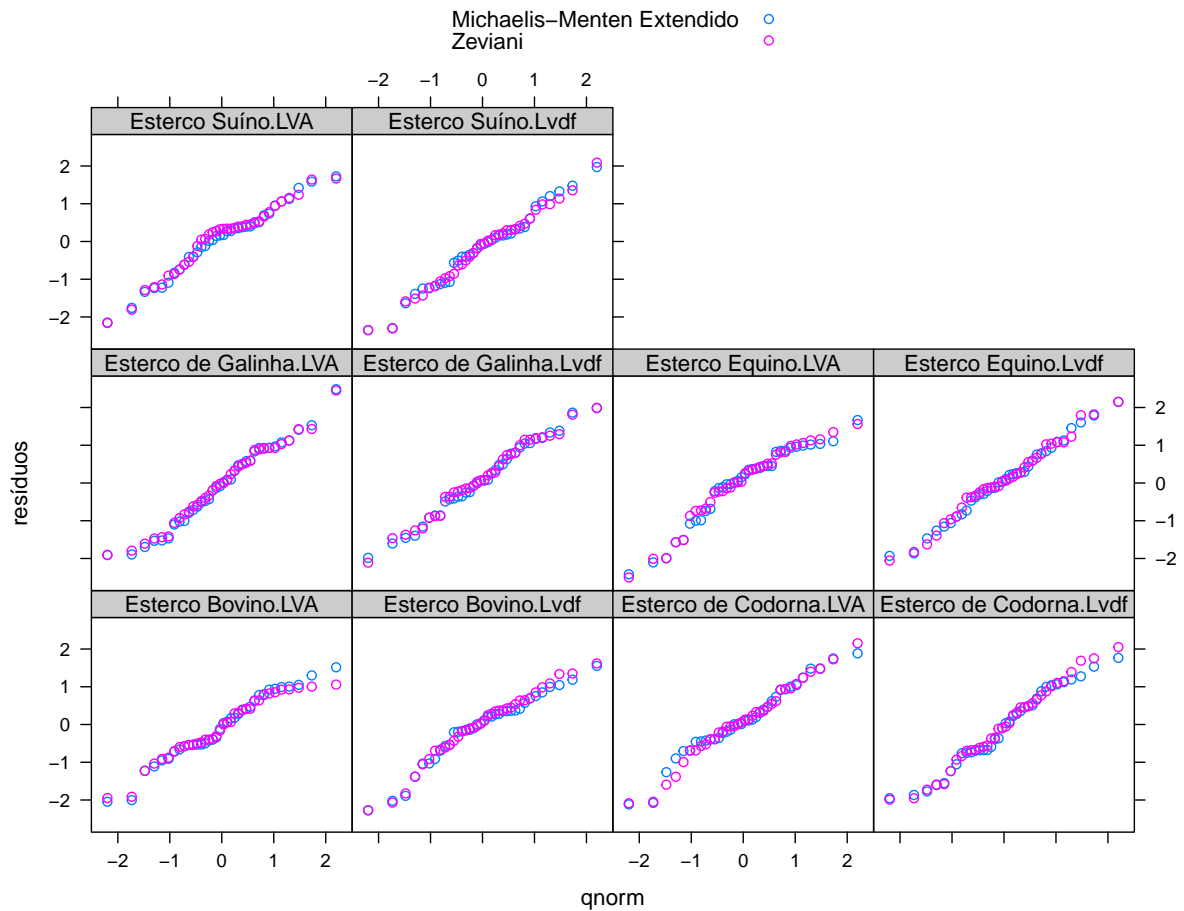 Michaelis−Menten Extendido
Zeviani
−2 −1 0 1 2
Esterco Suíno.LVA Esterco Suíno.Lvdf
2
1
0
−1
−2
Esterco de Galinha.LVA Esterco de Galinha.Lvdf Esterco Equino.LVA Esterco Equino.Lvdf
2
1
0
−1
−2
resíduos
Esterco Bovino.LVA Esterco Bovino.Lvdf Esterco de Codorna.LVA Esterco de Codorna.Lvdf
2
1
0
−1
−2
−2 −1 0 1 2 −2 −1 0 1 2
qnorm